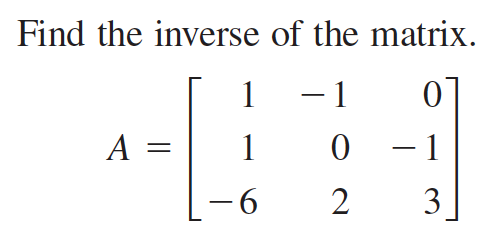 Find the inverse of the matrix.
A = [ 1 −1 0
1 0 −1
−6 2 3 ]